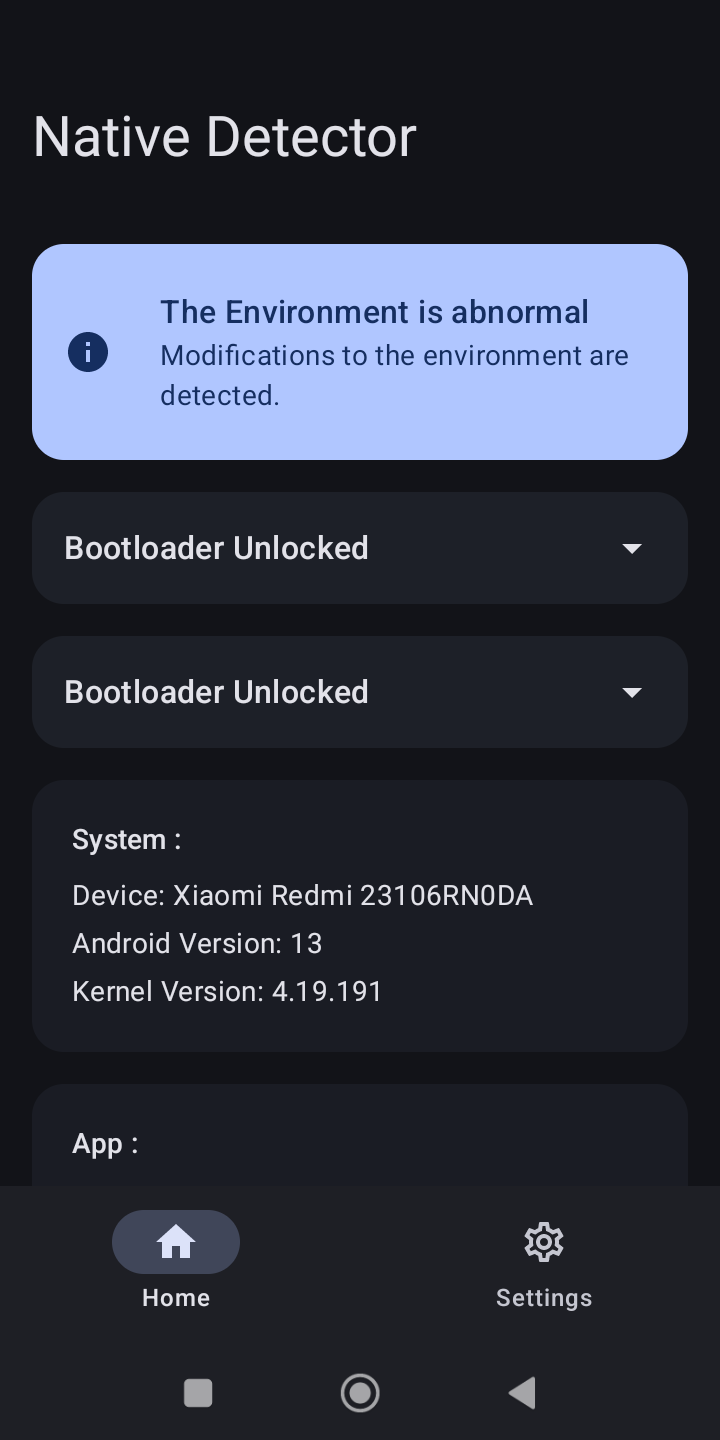 Native Detector
The Environment is abnormal
Modifications to the environment are
detected.
Bootloader Unlocked
Bootloader Unlocked
System :
Device: Xiaomi Redmi 23106RN0DA
Android Version: 13
Kernel Version: 4.19.191
App :
Home
Settings